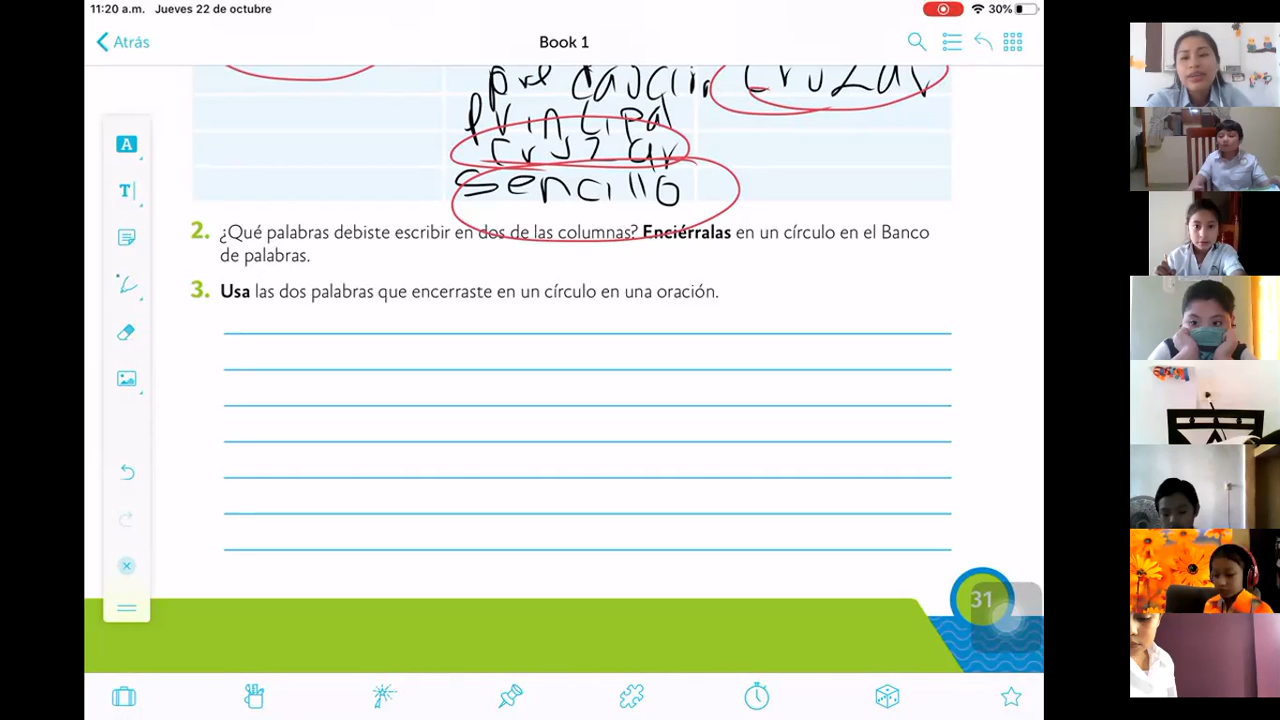 11:20 a.m. Jueves 22 de octubre
30%
Atrás
Book 1
precaución cruzar
principal
cruzar
sencillo
2. ¿Qué palabras debiste escribir en dos de las columnas? Enciérralas en un círculo en el Banco
de palabras.
3. Usa las dos palabras que encerraste en un círculo en una oración.
A
T
31